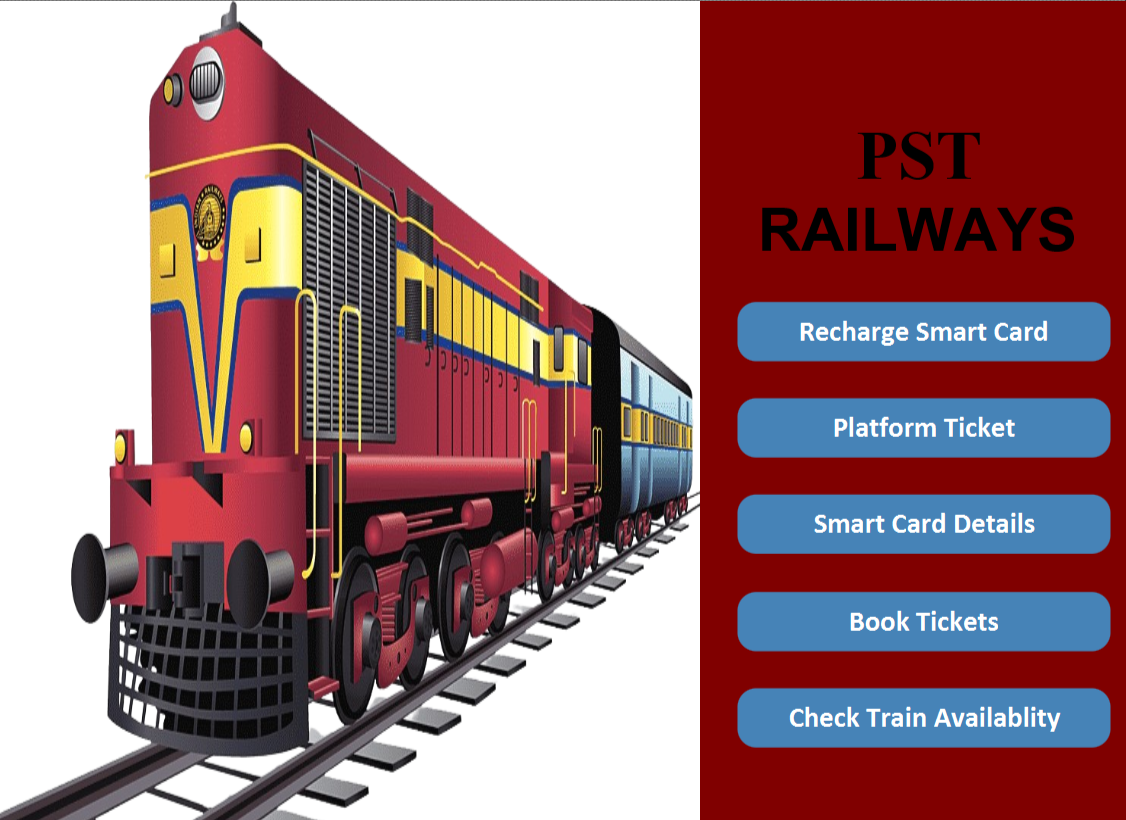 PST
RAILWAYS
Recharge Smart Card
Platform Ticket
Smart Card Details
Book Tickets
Check Train Availablity